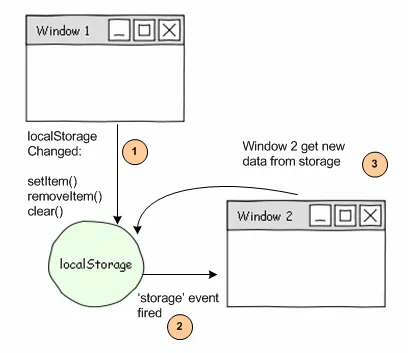 Window 1
localStorage
Changed:
1
setItem()
removeItem()
clear()
Window 2 get new
data from storage
3
Window 2
localStorage
'storage' event
fired
2